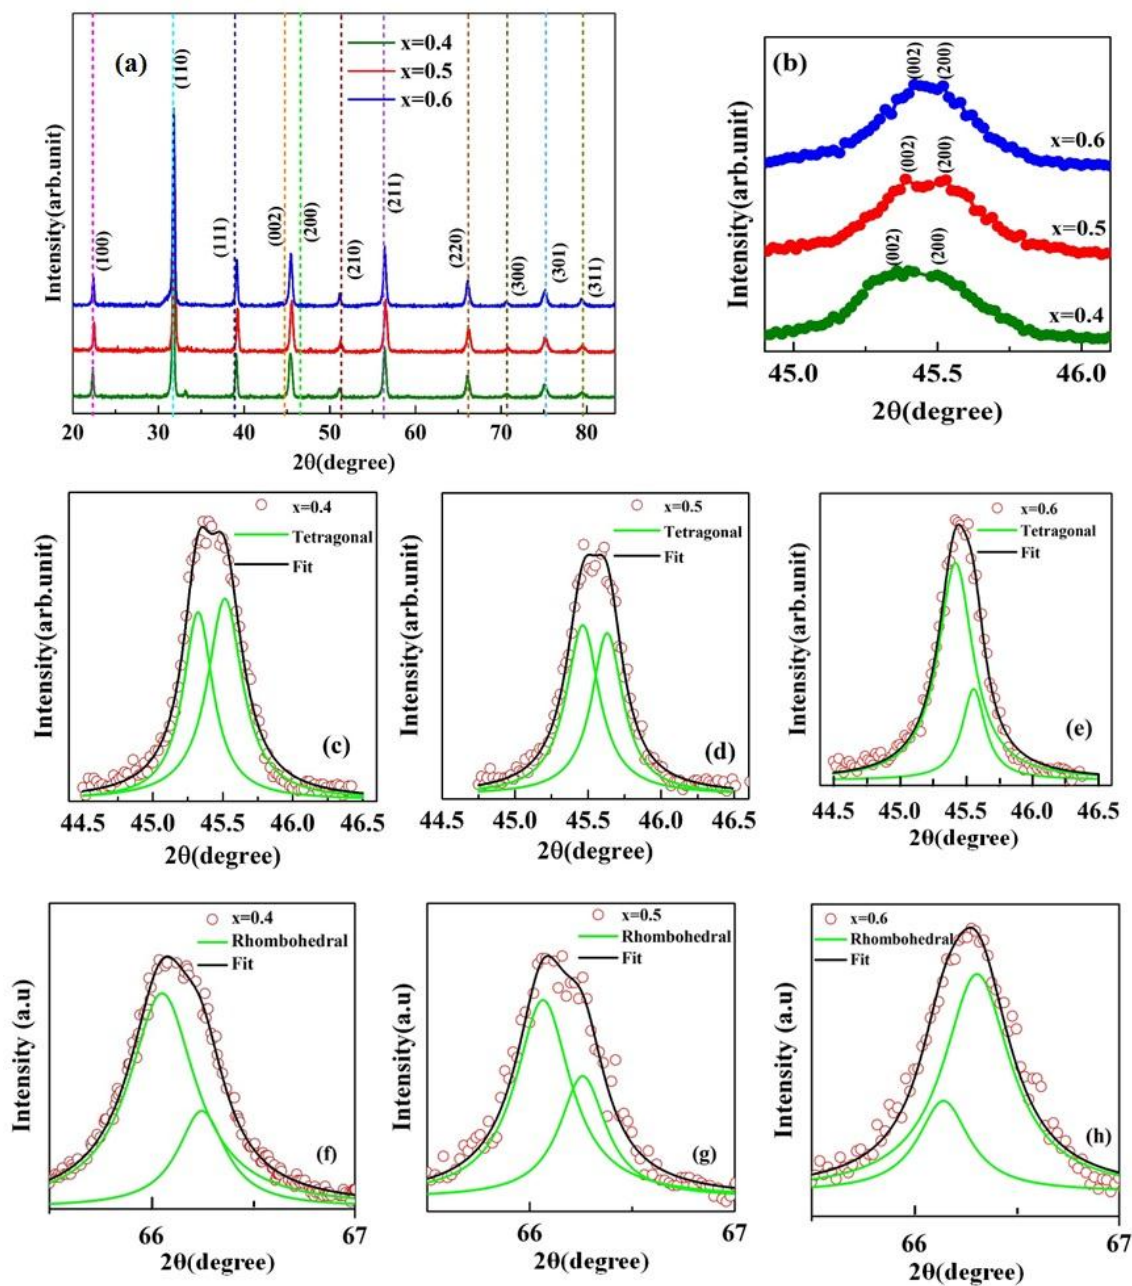 (a)
x=0.4
x=0.5
x=0.6
(100)
(110)
(111)
(002)
(200)
(210)
(211)
(220)
(300)
(301)
(311)
Intensity(arb.unit)
20 30 40 50 60 70 80
2θ(degree)
(b)
(002)
(200)
x=0.6
(002)
(200)
x=0.5
(002)
(200)
x=0.4
Intensity(arb.unit)
45.0 45.5 46.0
2θ(degree)
x=0.4
Tetragonal
Fit
(c)
Intensity(arb.unit)
44.5 45.0 45.5 46.0 46.5
2θ(degree)
x=0.5
Tetragonal
Fit
(d)
Intensity(arb.unit)
44.5 45.0 45.5 46.0 46.5
2θ(degree)
x=0.6
Tetragonal
Fit
(e)
Intensity(arb.unit)
44.5 45.0 45.5 46.0 46.5
2θ(degree)
x=0.4
Rhombohedral
Fit
(f)
Intensity (a.u)
66 67
2θ(degree)
x=0.5
Rhombohedral
Fit
(g)
Intensity(a.u)
66 67
2θ(degree)
x=0.6
Rhombohedral
Fit
(h)
Intensity (a.u)
66 67
2θ(degree)